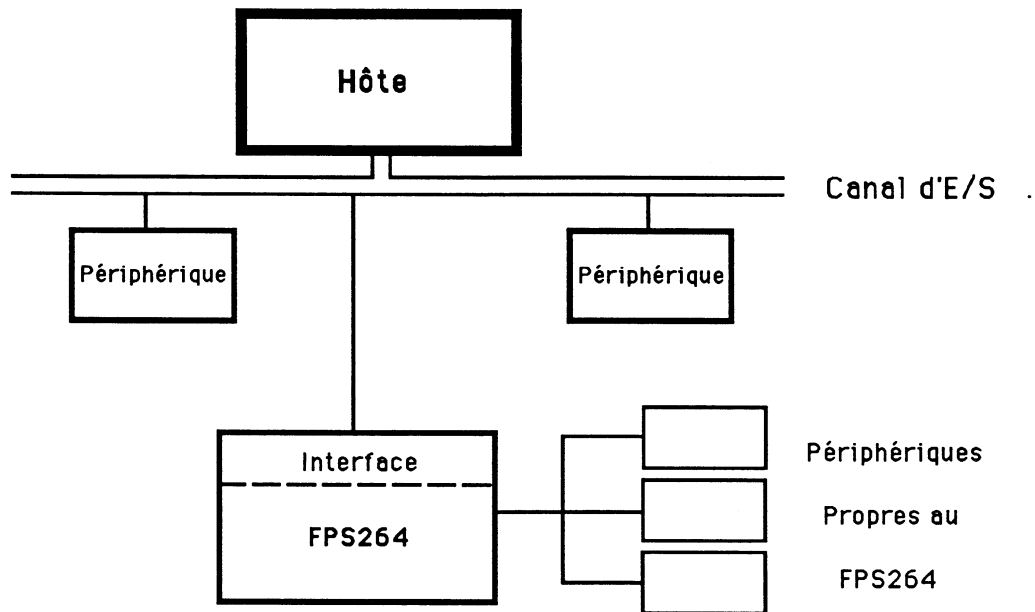 Hôte
Canal d'E/S .
Périphérique
Périphérique
Interface
FPS264
Périphériques
Propres au
FPS264